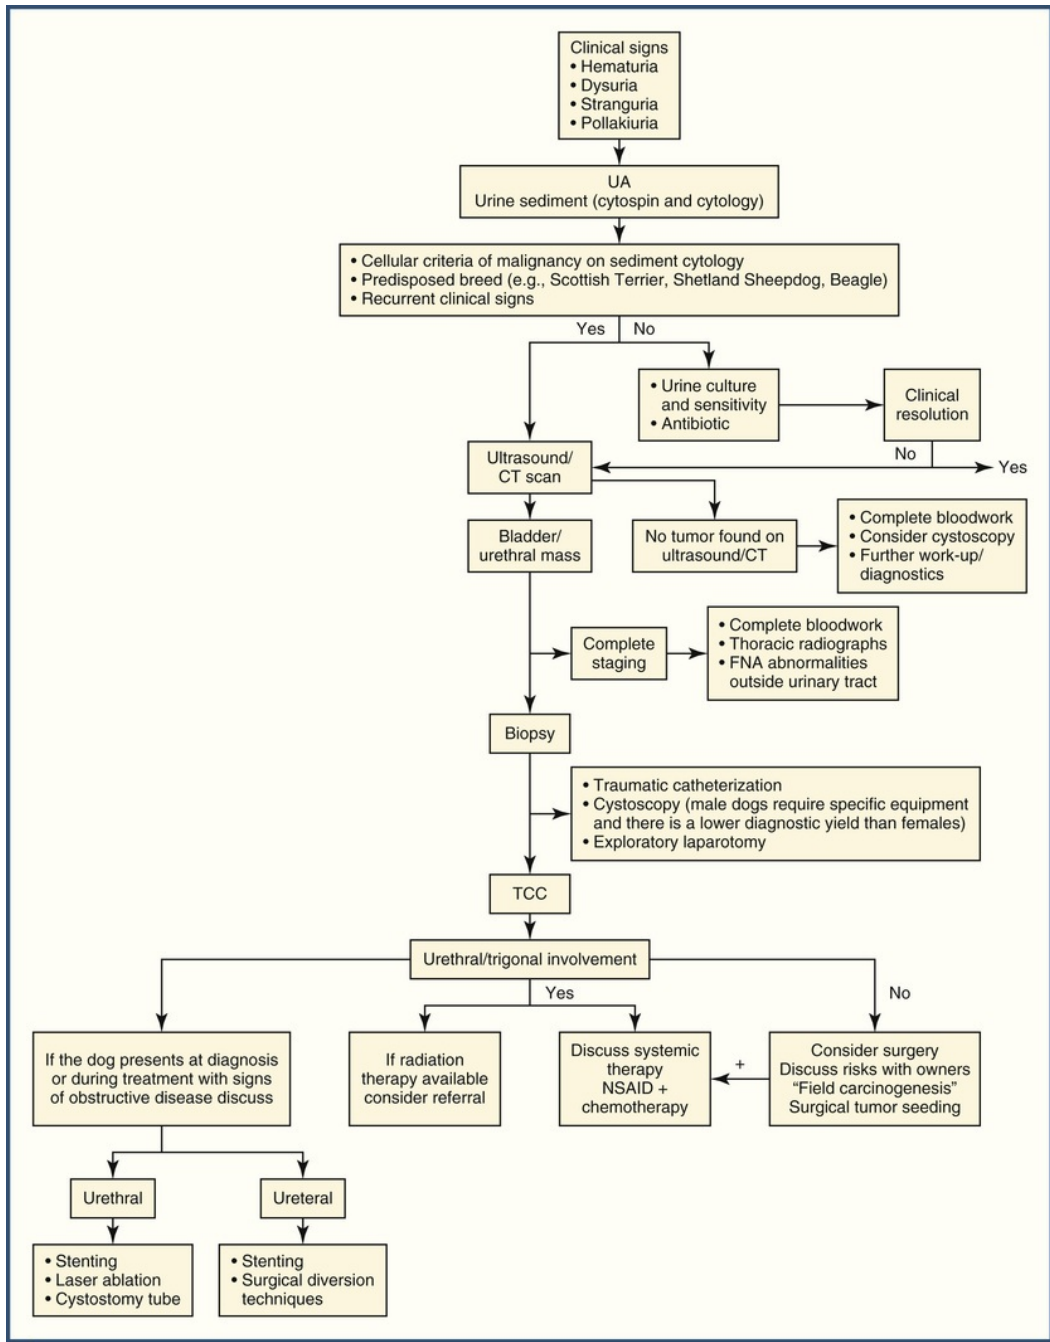 Clinical signs
• Hematuria
• Dysuria
• Stranguria
• Pollakiuria
UA
Urine sediment (cytospin and cytology)
• Cellular criteria of malignancy on sediment cytology
• Predisposed breed (e.g., Scottish Terrier, Shetland Sheepdog, Beagle)
• Recurrent clinical signs
Yes
No
• Urine culture
and sensitivity
• Antibiotic
Clinical
resolution
No
Yes
Ultrasound/
CT scan
Bladder/
urethral mass
No tumor found on
ultrasound/CT
• Complete bloodwork
• Consider cystoscopy
• Further work-up/
diagnostics
Complete
staging
• Complete bloodwork
• Thoracic radiographs
• FNA abnormalities
outside urinary tract
Biopsy
• Traumatic catheterization
• Cystoscopy (male dogs require specific equipment
and there is a lower diagnostic yield than females)
• Exploratory laparotomy
TCC
Urethral/trigonal involvement
Yes
No
If the dog presents at diagnosis
or during treatment with signs
of obstructive disease discuss
If radiation
therapy available
consider referral
Discuss systemic
therapy
NSAID +
chemotherapy
+
Consider surgery
Discuss risks with owners
“Field carcinogenesis”
Surgical tumor seeding
Urethral
Ureteral
• Stenting
• Laser ablation
• Cystostomy tube
• Stenting
• Surgical diversion
techniques